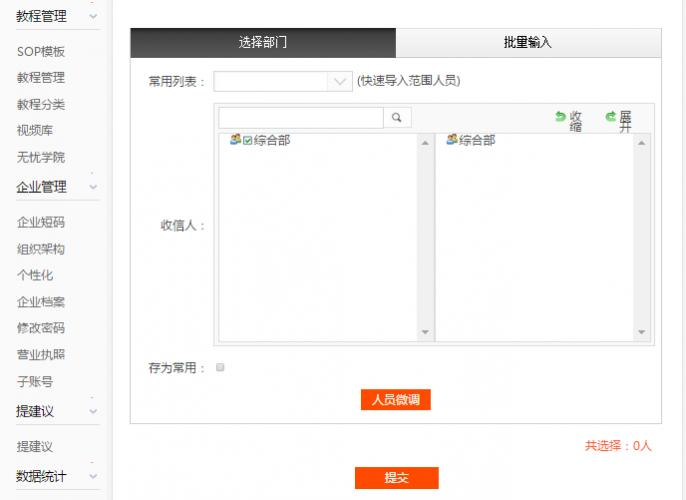 教程管理
SOP模板
教程管理
教程分类
视频库
无忧学院
企业管理
企业短码
组织架构
个性化
企业档案
修改密码
营业执照
子账号
提建议
提建议
数据统计
选择部门
批量输入
常用列表：
(快速导入范围人员)
收缩
展开
综合部
综合部
收信人：
存为常用：
人员微调
共选择：0人
提交